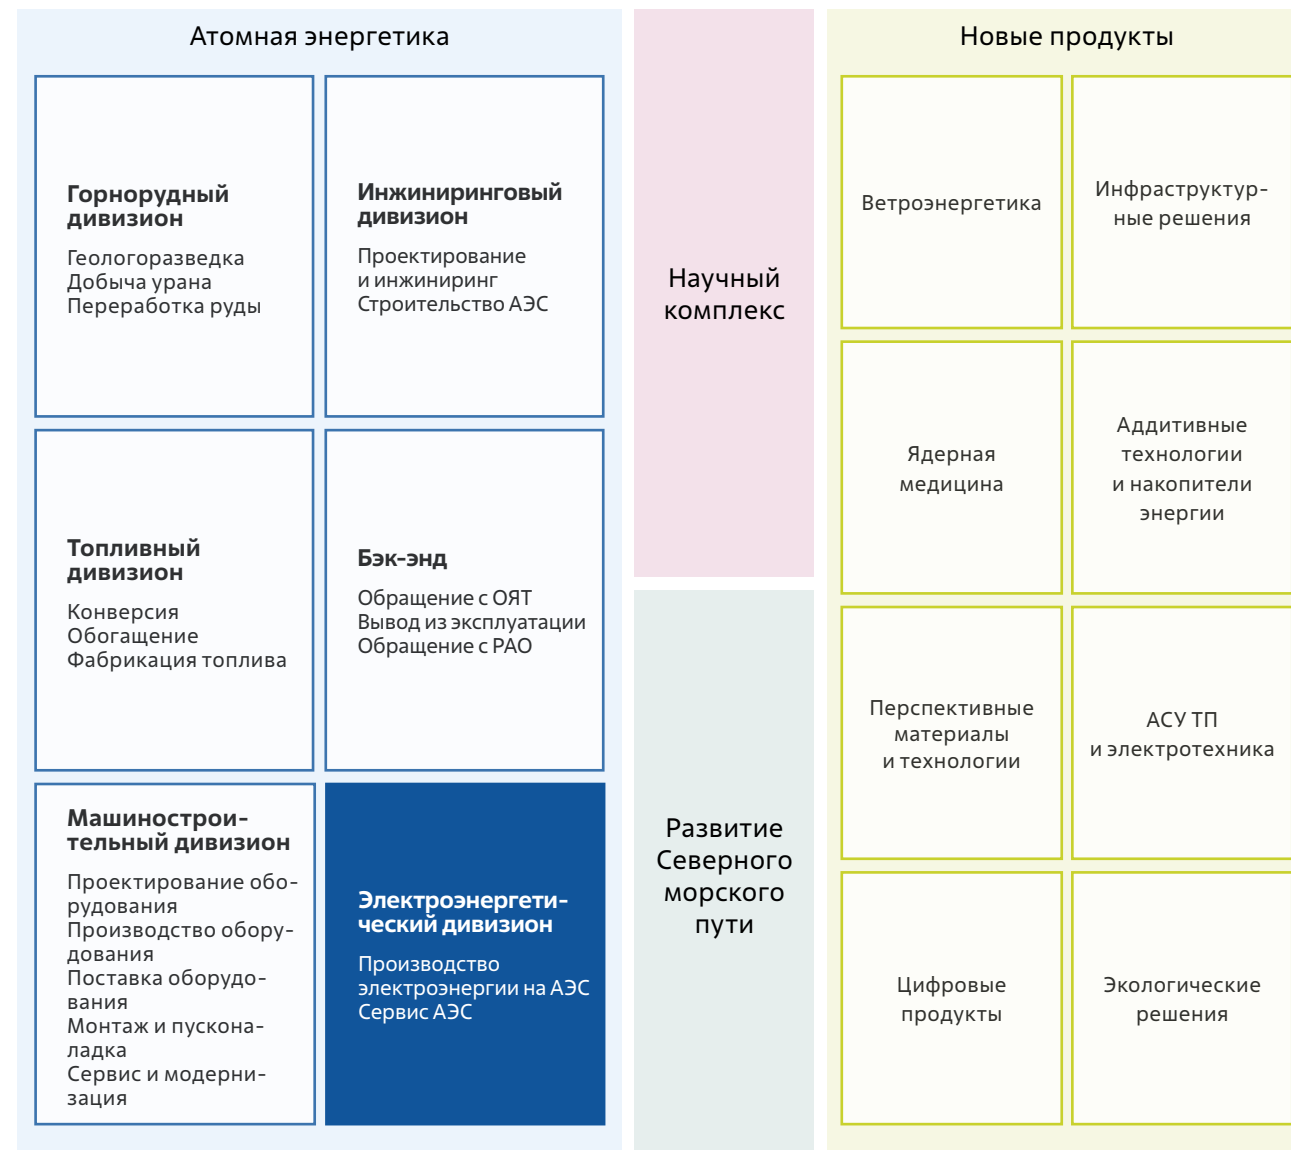 Атомная энергетика
Горнорудный
дивизион
Геологоразведка
Добыча урана
Переработка руды
Инжиниринговый
дивизион
Проектирование
и инжиниринг
Строительство АЭС
Топливный
дивизион
Конверсия
Обогащение
Фабрикация топлива
Бэк-энд
Обращение с ОЯТ
Вывод из эксплуатации
Обращение с РАО
Машинострои-
тельный дивизион
Проектирование обо-
рудования
Производство обору-
дования
Поставка оборудо-
вания
Монтаж и пускона-
ладка
Сервис и модерни-
зация
Электроэнергети-
ческий дивизион
Производство
электроэнергии на АЭС
Сервис АЭС
Научный
комплекс
Развитие
Северного
морского
пути
Новые продукты
Ветроэнергетика
Инфраструктур-
ные решения
Ядерная
медицина
Аддитивные
технологии
и накопители
энергии
Перспективные
материалы
и технологии
АСУ ТП
и электротехника
Цифровые
продукты
Экологические
решения